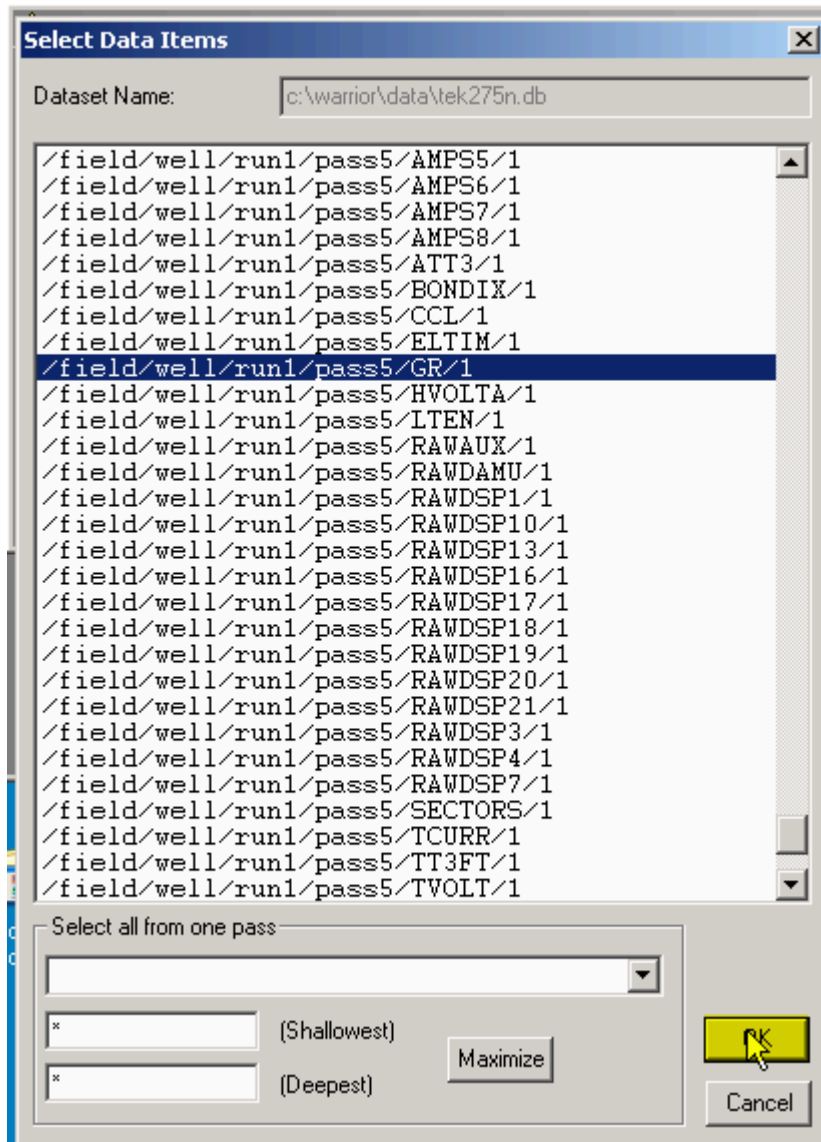 Select Data Items
Dataset Name: c:\warrior\data\tek275n.db
/field/well/run1/pass5/AMPS5/1
/field/well/run1/pass5/AMPS6/1
/field/well/run1/pass5/AMPS7/1
/field/well/run1/pass5/AMPS8/1
/field/well/run1/pass5/ATT3/1
/field/well/run1/pass5/BONDIX/1
/field/well/run1/pass5/CCL/1
/field/well/run1/pass5/ELTIM/1
/field/well/run1/pass5/GR/1
/field/well/run1/pass5/HVOLTA/1
/field/well/run1/pass5/LTEN/1
/field/well/run1/pass5/RAWAUX/1
/field/well/run1/pass5/RAWDAMU/1
/field/well/run1/pass5/RAWDSP1/1
/field/well/run1/pass5/RAWDSP10/1
/field/well/run1/pass5/RAWDSP13/1
/field/well/run1/pass5/RAWDSP16/1
/field/well/run1/pass5/RAWDSP17/1
/field/well/run1/pass5/RAWDSP18/1
/field/well/run1/pass5/RAWDSP19/1
/field/well/run1/pass5/RAWDSP20/1
/field/well/run1/pass5/RAWDSP21/1
/field/well/run1/pass5/RAWDSP3/1
/field/well/run1/pass5/RAWDSP4/1
/field/well/run1/pass5/RAWDSP7/1
/field/well/run1/pass5/SECTORS/1
/field/well/run1/pass5/TCURR/1
/field/well/run1/pass5/TT3FT/1
/field/well/run1/pass5/TVOLT/1
Select all from one pass
* (Shallowest)
* (Deepest)
Maximize
OK
Cancel